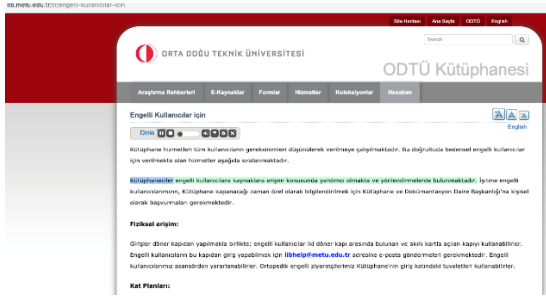 lib.metu.edu.tr/tr/engelli-kullanicilar-icin
Site Haritası Ana Sayfa ODTÜ English
Search
ORTA DOĞU TEKNİK ÜNİVERSİTESİ
ODTÜ Kütüphanesi
Araştırma Rehberleri E-Kaynaklar Formlar Hizmetler Koleksiyonlar Hesabım
Engelli Kullanıcılar için
A A A
English
Dinle
Kütüphane hizmetleri tüm kullanıcıların gereksinimleri düşünülerek verilmeye çalışılmaktadır. Bu doğrultuda bedensel engelli kullanıcılar
için verilmekte olan hizmetler aşağıda sıralanmaktadır.
Kütüphaneciler engelli kullanıcılara kaynaklara erişim konusunda yardımcı olmakta ve yönlendirmelerde bulunmaktadır. İşitme engelli
kullanıcılarımızın, Kütüphane kapanacağı zaman özel olarak bilgilendirilmek için Kütüphane ve Dokümantasyon Daire Başkanlığı'na kişisel
olarak başvurmaları gerekmektedir.
Fiziksel erişim:
Girişler döner kapıdan yapılmakla birlikte; engelli kullanıcılar iki döner kapı arasında bulunan ve akıllı kartla açılan kapıyı kullanabilirler.
Engelli kullanıcıların bu kapıdan giriş yapabilmek için libhelp@metu.edu.tr adresine e-posta göndermeleri gerekmektedir. Engelli
kullanıcılarımız asansörden yararlanabilirler. Ortopedik engelli ziyaretçilerimiz Kütüphane'nin giriş katındaki tuvaletleri kullanabilirler.
Kat Planları: